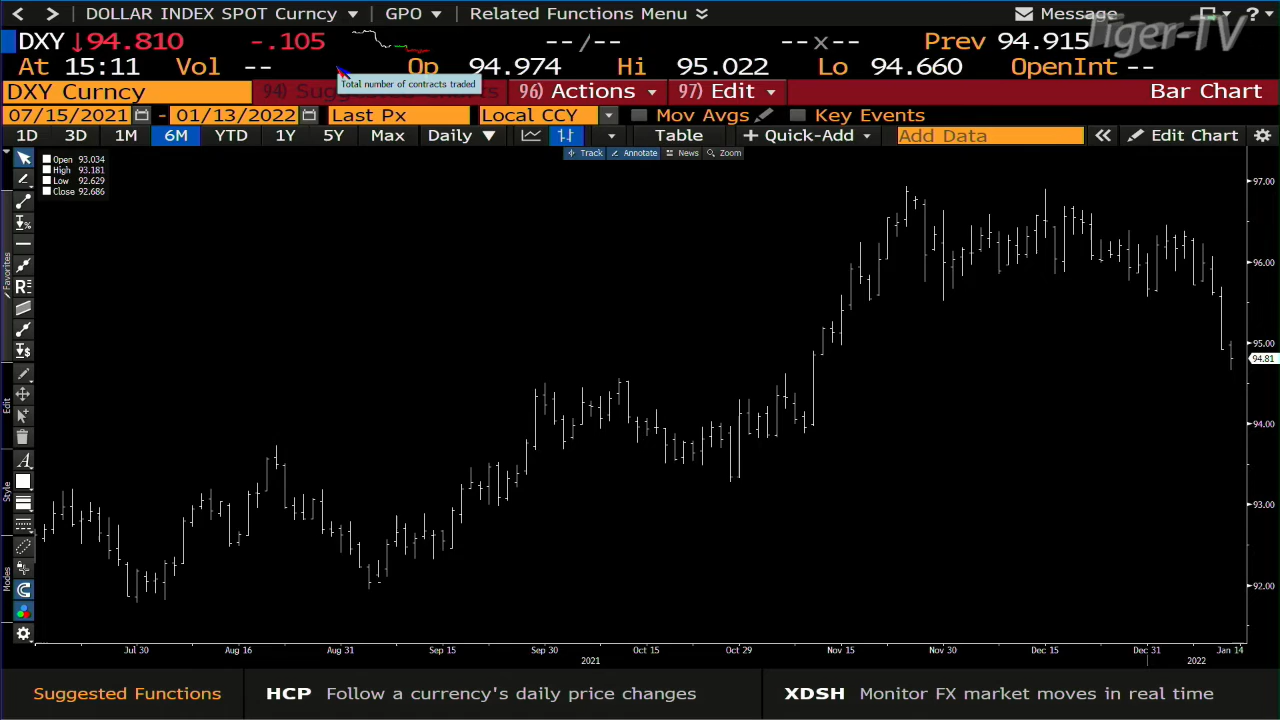 DOLLAR INDEX SPOT Curncy GPO Related Functions Menu Message ?
Tiger-TV
DXY ↓94.810 -.105 -- / -- -- x -- Prev 94.915
At 15:11 Vol -- Op 94.974 Hi 95.022 Lo 94.660 OpenInt --
Total number of contracts traded
DXY Curncy 94) Suggested Charts 96) Actions 97) Edit Bar Chart
07/15/2021 - 01/13/2022 Last Px Local CCY Mov Avgs Key Events
1D 3D 1M 6M YTD 1Y 5Y Max Daily Table + Quick-Add Add Data « Edit Chart
Track Annotate News Zoom
Open 93.034
High 93.181
Low 92.629
Close 92.686
97.00
96.00
95.00
94.81
94.00
93.00
92.00
Favorites
Edit
Style
Modes
Jul 30 Aug 16 Aug 31 Sep 15 Sep 30 Oct 15 Oct 29 Nov 15 Nov 30 Dec 15 Dec 31 Jan 14
2021 2022
Suggested Functions HCP Follow a currency's daily price changes XDSH Monitor FX market moves in real time